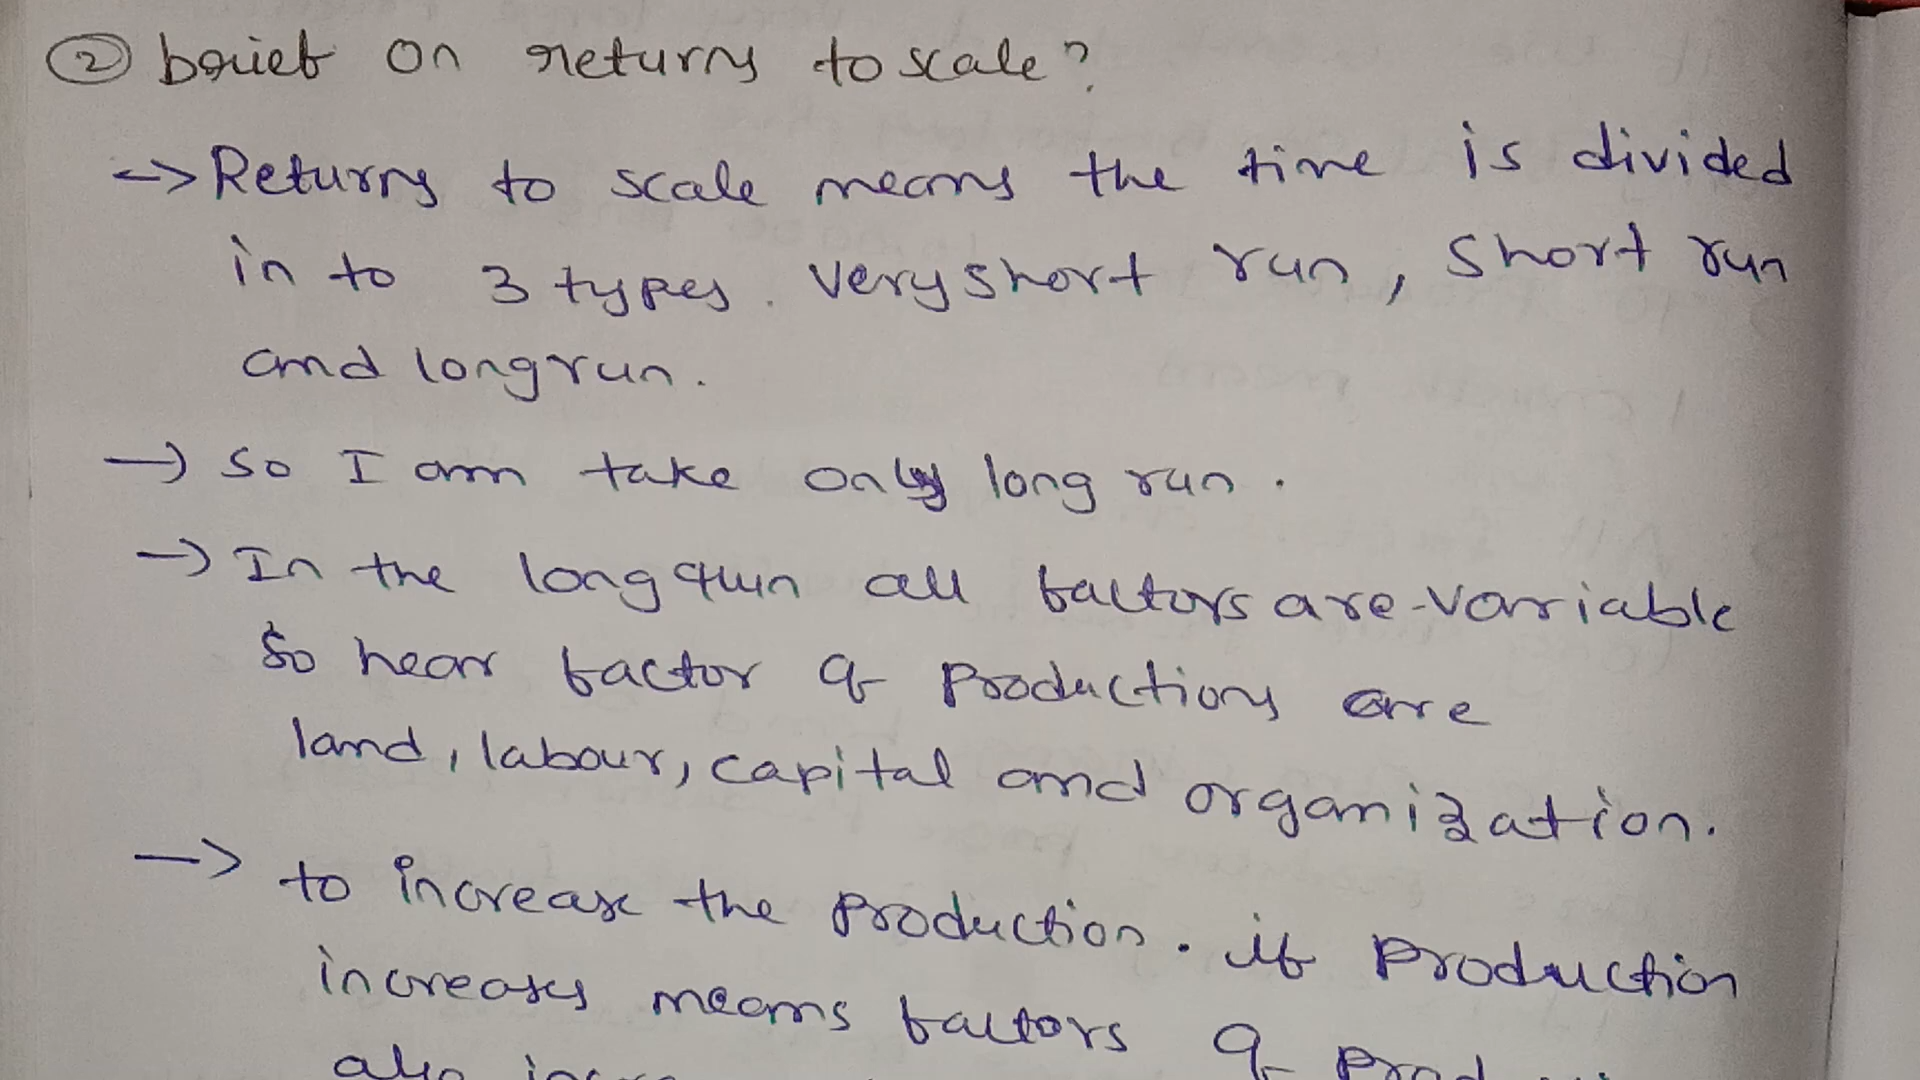 ② brief on returns to scale?
-> Returns to scale means the time is divided
in to 3 types. very short run, short run
and long run.
-> so I am take only long run.
-> In the long run all factors are variable
So hear factor of productions are
land, labour, capital and organization.
-> to increase the production. if production
increases means factors of
also